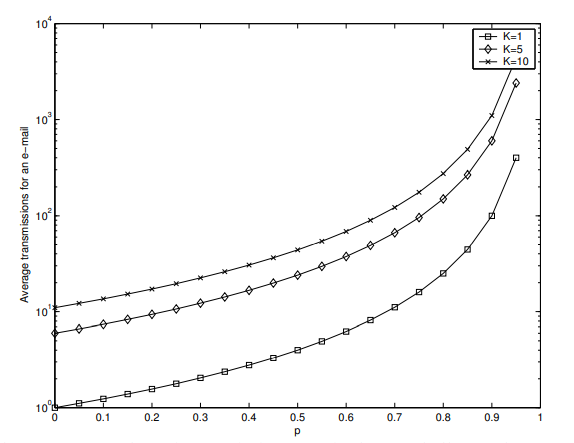 10^4
K=1
K=5
K=10
10^3
10^2
10^1
10^0
Average transmissions for an e−mail
0 0.1 0.2 0.3 0.4 0.5 0.6 0.7 0.8 0.9 1
p